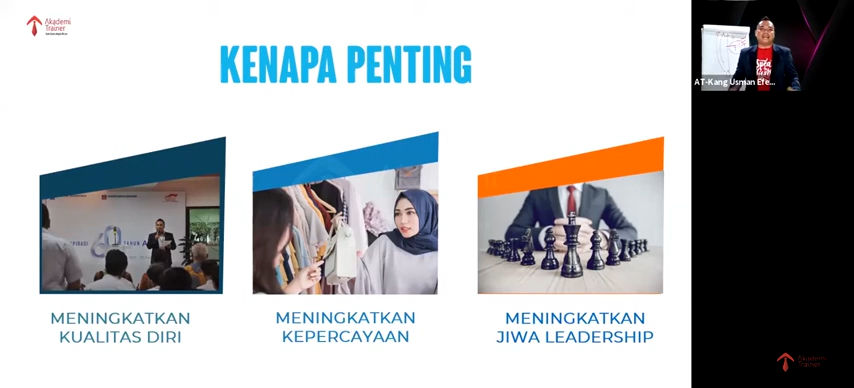 Akademi
Trainer
KENAPA PENTING
MENINGKATKAN
KUALITAS DIRI
MENINGKATKAN
KEPERCAYAAN
MENINGKATKAN
JIWA LEADERSHIP
AT-Kang Usman Efe...
Akademi
Trainer